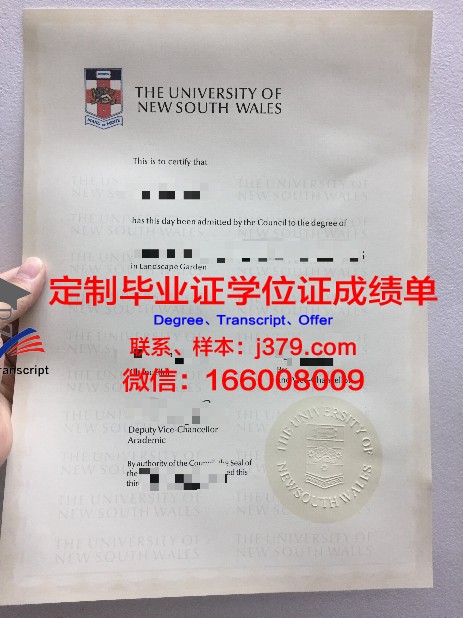 THE UNIVERSITY OF
NEW SOUTH WALES
This is to certify that
has this day been admitted by the Council to the degree of
in Landscape Garden
定制毕业证学位证成绩单
Degree、Transcript、Offer
联系、样本：j379.com
微信：166008009
transcript
Deputy Vice-Chancellor
Academic
By authority of the Council the Seal of
the
ed this
THE UNIVERSITY OF
NEW SOUTH WALES